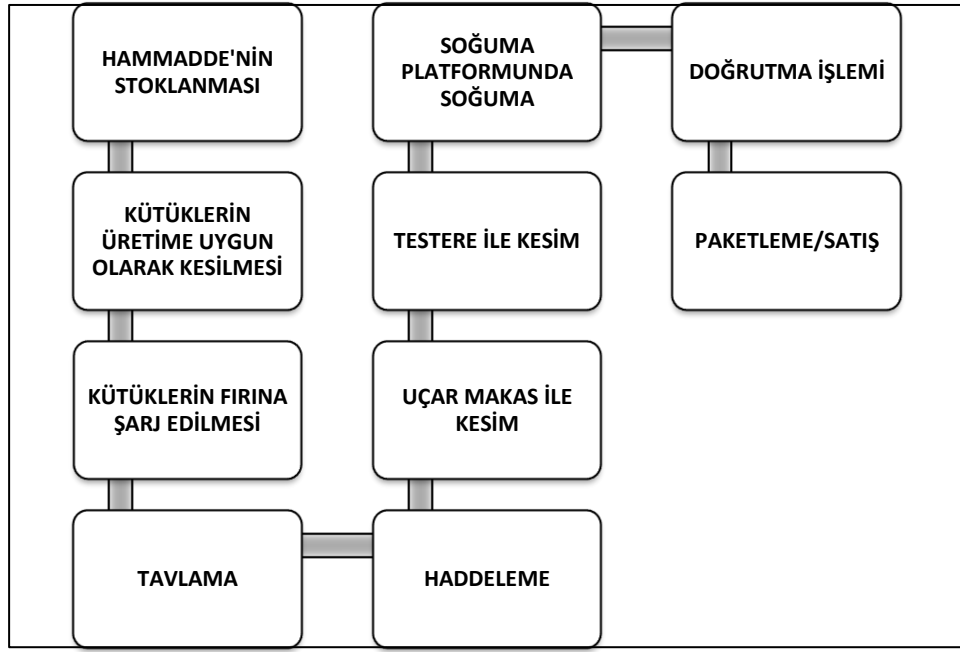 HAMMADDE'NİN
STOKLANMASI
KÜTÜKLERİN
ÜRETİME UYGUN
OLARAK KESİLMESİ
KÜTÜKLERİN FIRINA
ŞARJ EDİLMESİ
TAVLAMA
HADDELEME
UÇAR MAKAS İLE
KESİM
TESTERE İLE KESİM
SOĞUMA
PLATFORMUNDA
SOĞUMA
DOĞRUTMA İŞLEMİ
PAKETLEME/SATIŞ